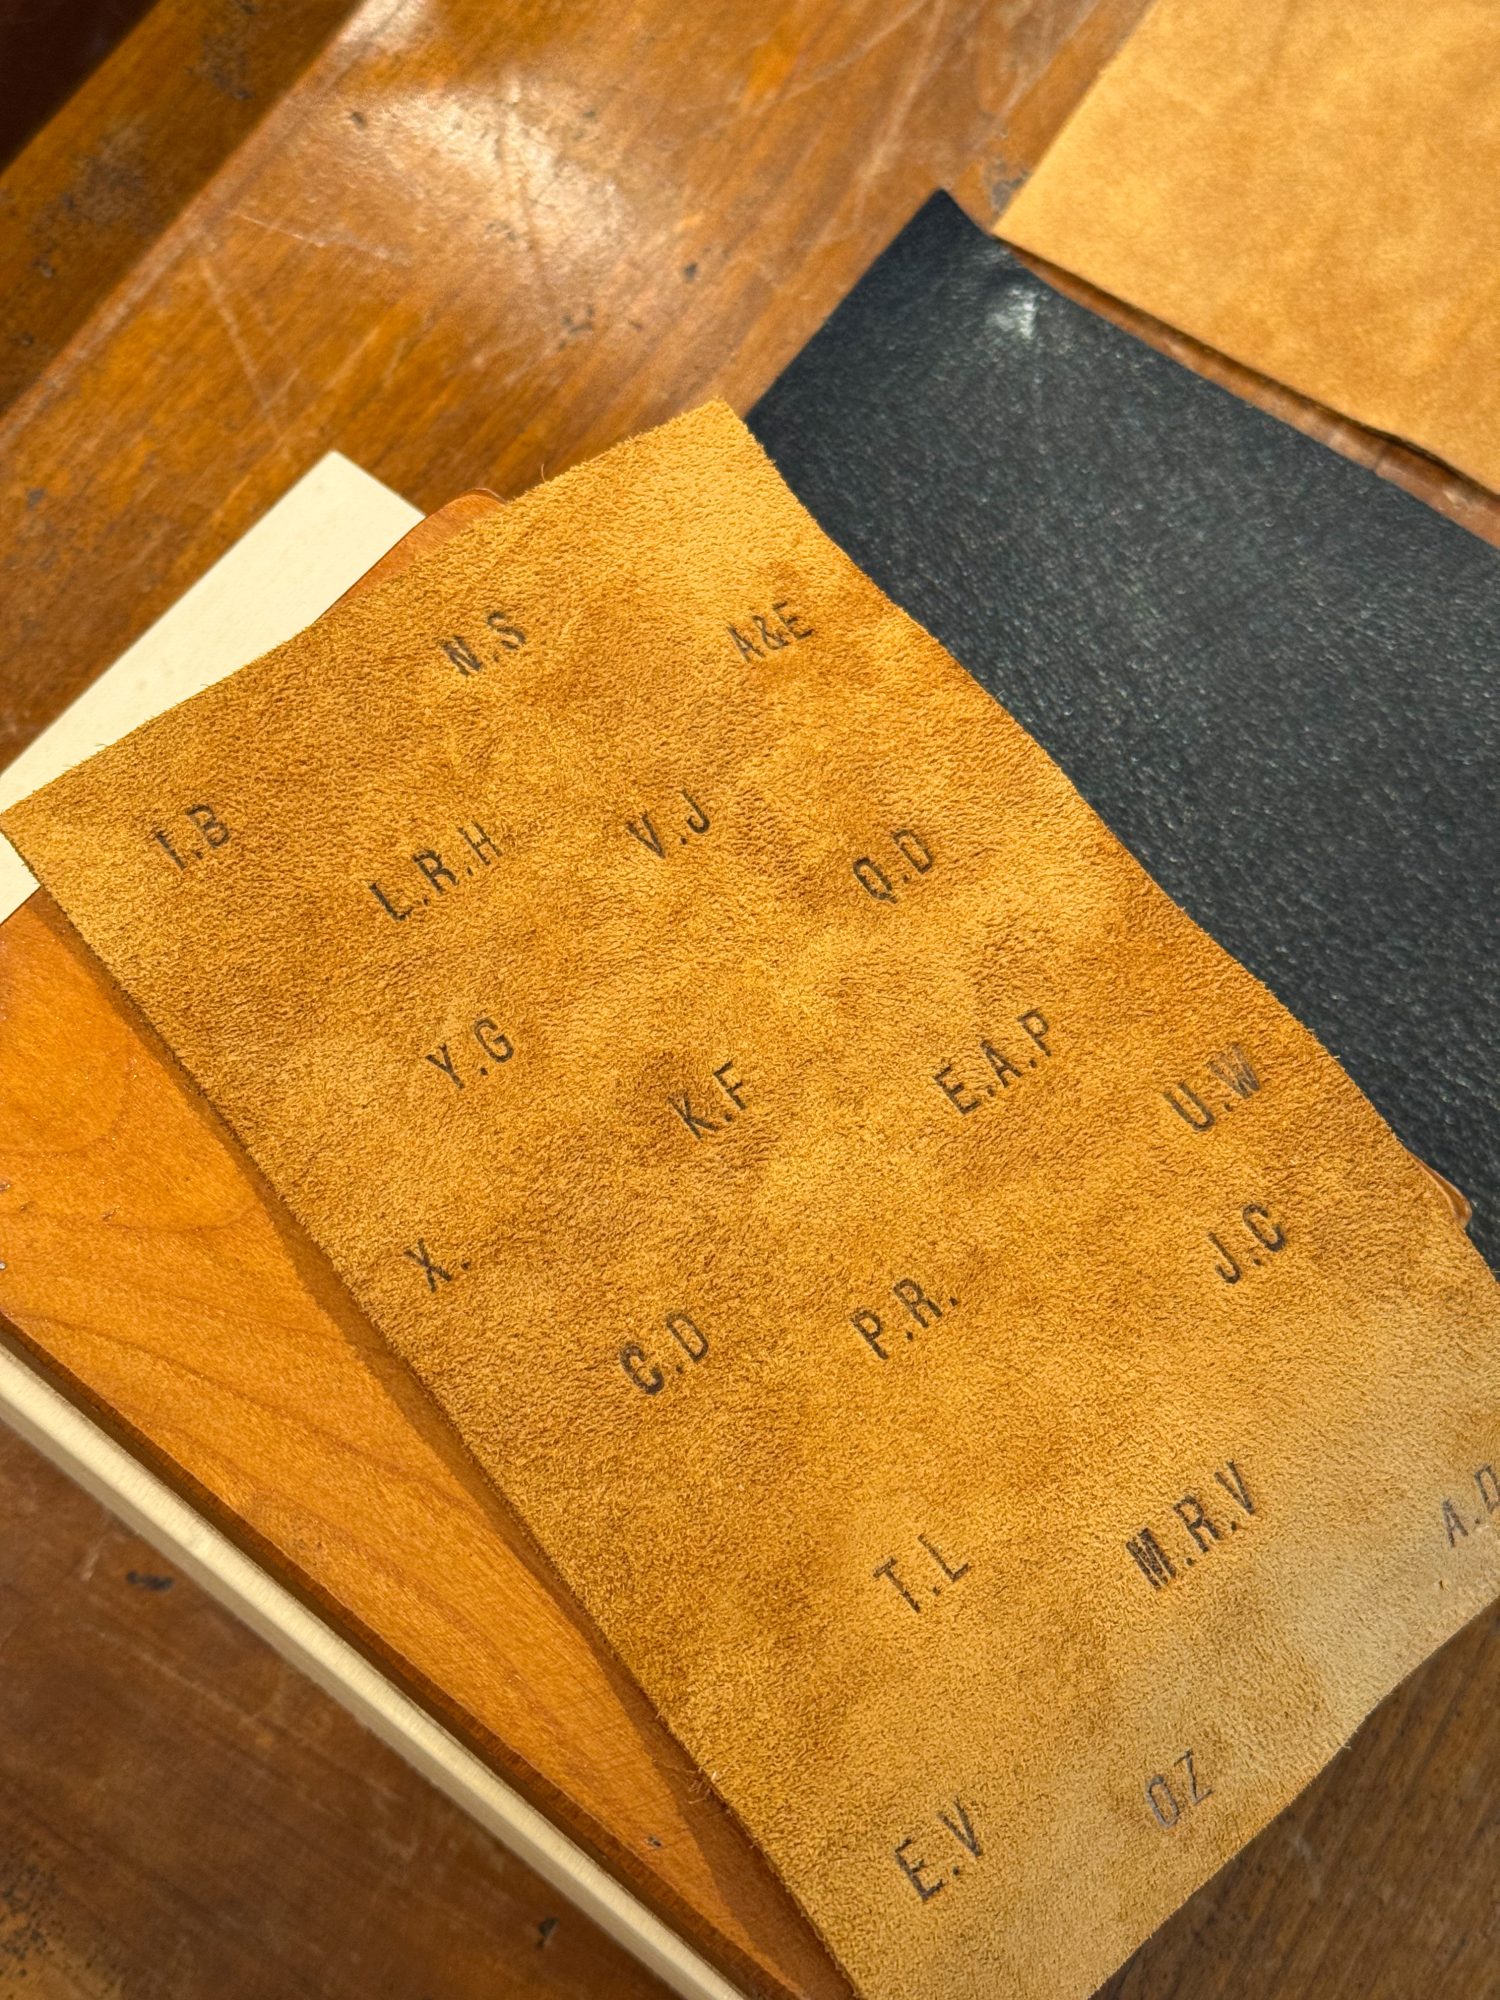 N.S
A&E
I.B
L.R.H
V.J
Q.D
Y.G
K.F
E.A.P
U.W
X.
C.D
P.R.
J.C
T.L
M.R.V
A.D
E.V
OZ